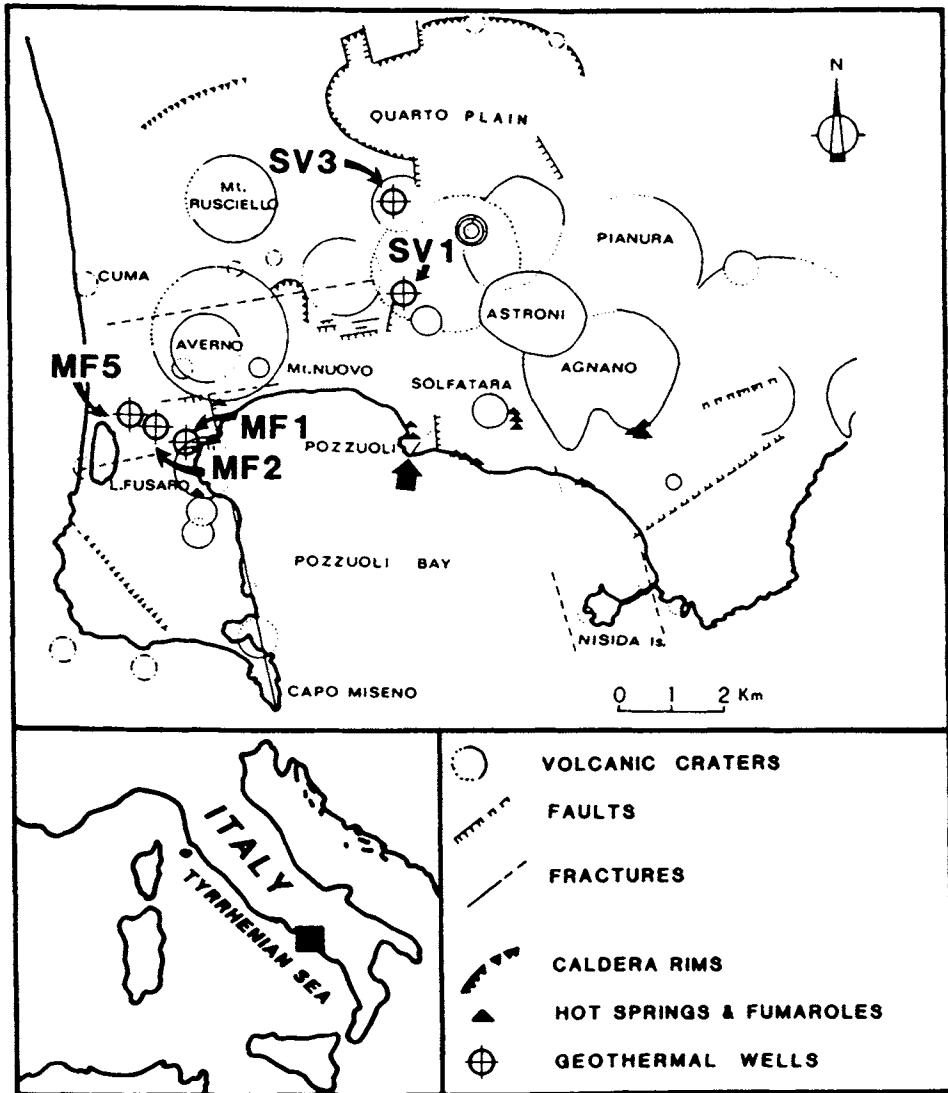 N
QUARTO PLAIN
SV3
Mt.
RUSCIELLO
PIANURA
SV1
CUMA
ASTRONI
AVERNO
MF5
Mt. NUOVO
SOLFATARA
AGNANO
MF1
POZZUOLI
MF2
L. FUSARO
POZZUOLI BAY
NISIDA Is.
CAPO MISENO
0 1 2 Km
ITALY
TYRRHENIAN SEA
VOLCANIC CRATERS
FAULTS
FRACTURES
CALDERA RIMS
HOT SPRINGS & FUMAROLES
GEOTHERMAL WELLS